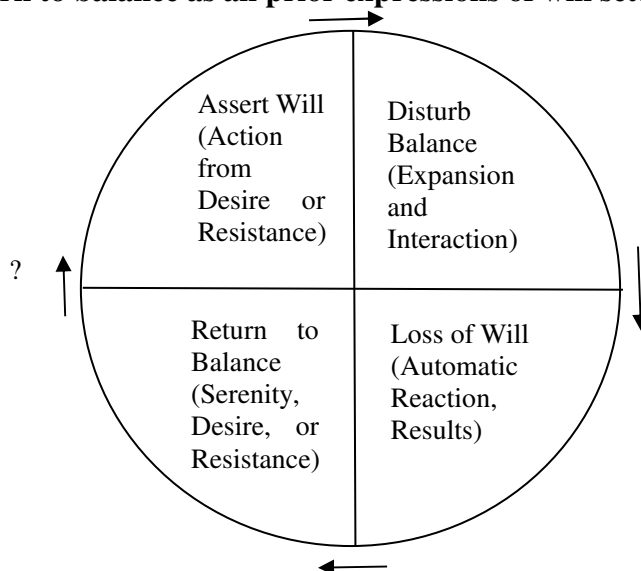 to balance as all prior expressions of will
Assert Will
(Action
from
Desire or
Resistance)
Disturb
Balance
(Expansion
and
Interaction)
?
Return to
Balance
(Serenity,
Desire, or
Resistance)
Loss of Will
(Automatic
Reaction,
Results)